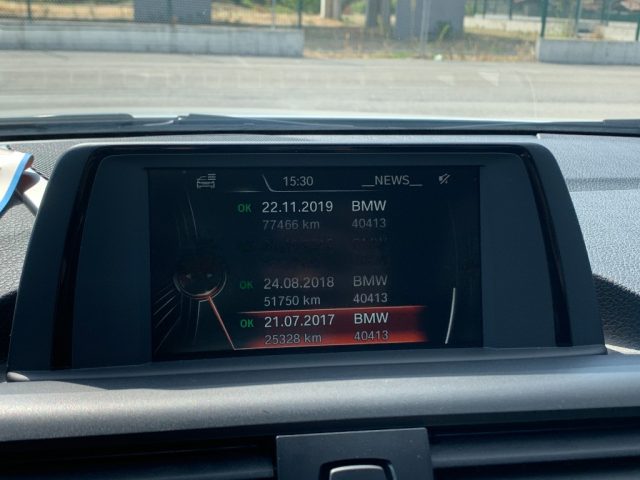 15:30 __NEWS__
OK 22.11.2019 BMW
77466 km 40413
OK 24.08.2018 BMW
51750 km 40413
OK 21.07.2017 BMW
25328 km 40413